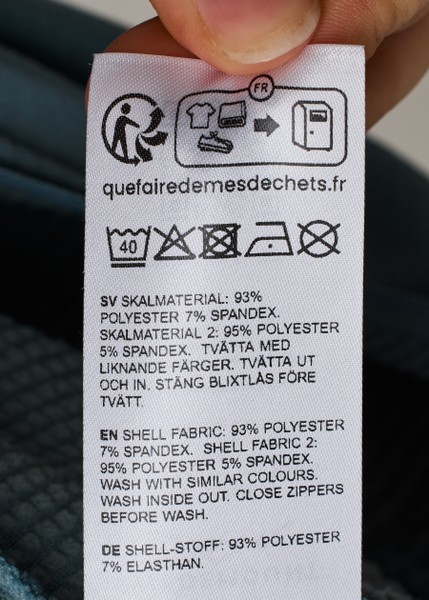 FR
quefairedemesdechets.fr
40
SV SKALMATERIAL: 93%
POLYESTER 7% SPANDEX.
SKALMATERIAL 2: 95% POLYESTER
5% SPANDEX. TVÄTTA MED
LIKNANDE FÄRGER. TVÄTTA UT
OCH IN. STÄNG BLIXTLÅS FÖRE
TVÄTT.
EN SHELL FABRIC: 93% POLYESTER
7% SPANDEX. SHELL FABRIC 2:
95% POLYESTER 5% SPANDEX.
WASH WITH SIMILAR COLOURS.
WASH INSIDE OUT. CLOSE ZIPPERS
BEFORE WASH.
DE SHELL-STOFF: 93% POLYESTER
7% ELASTHAN.